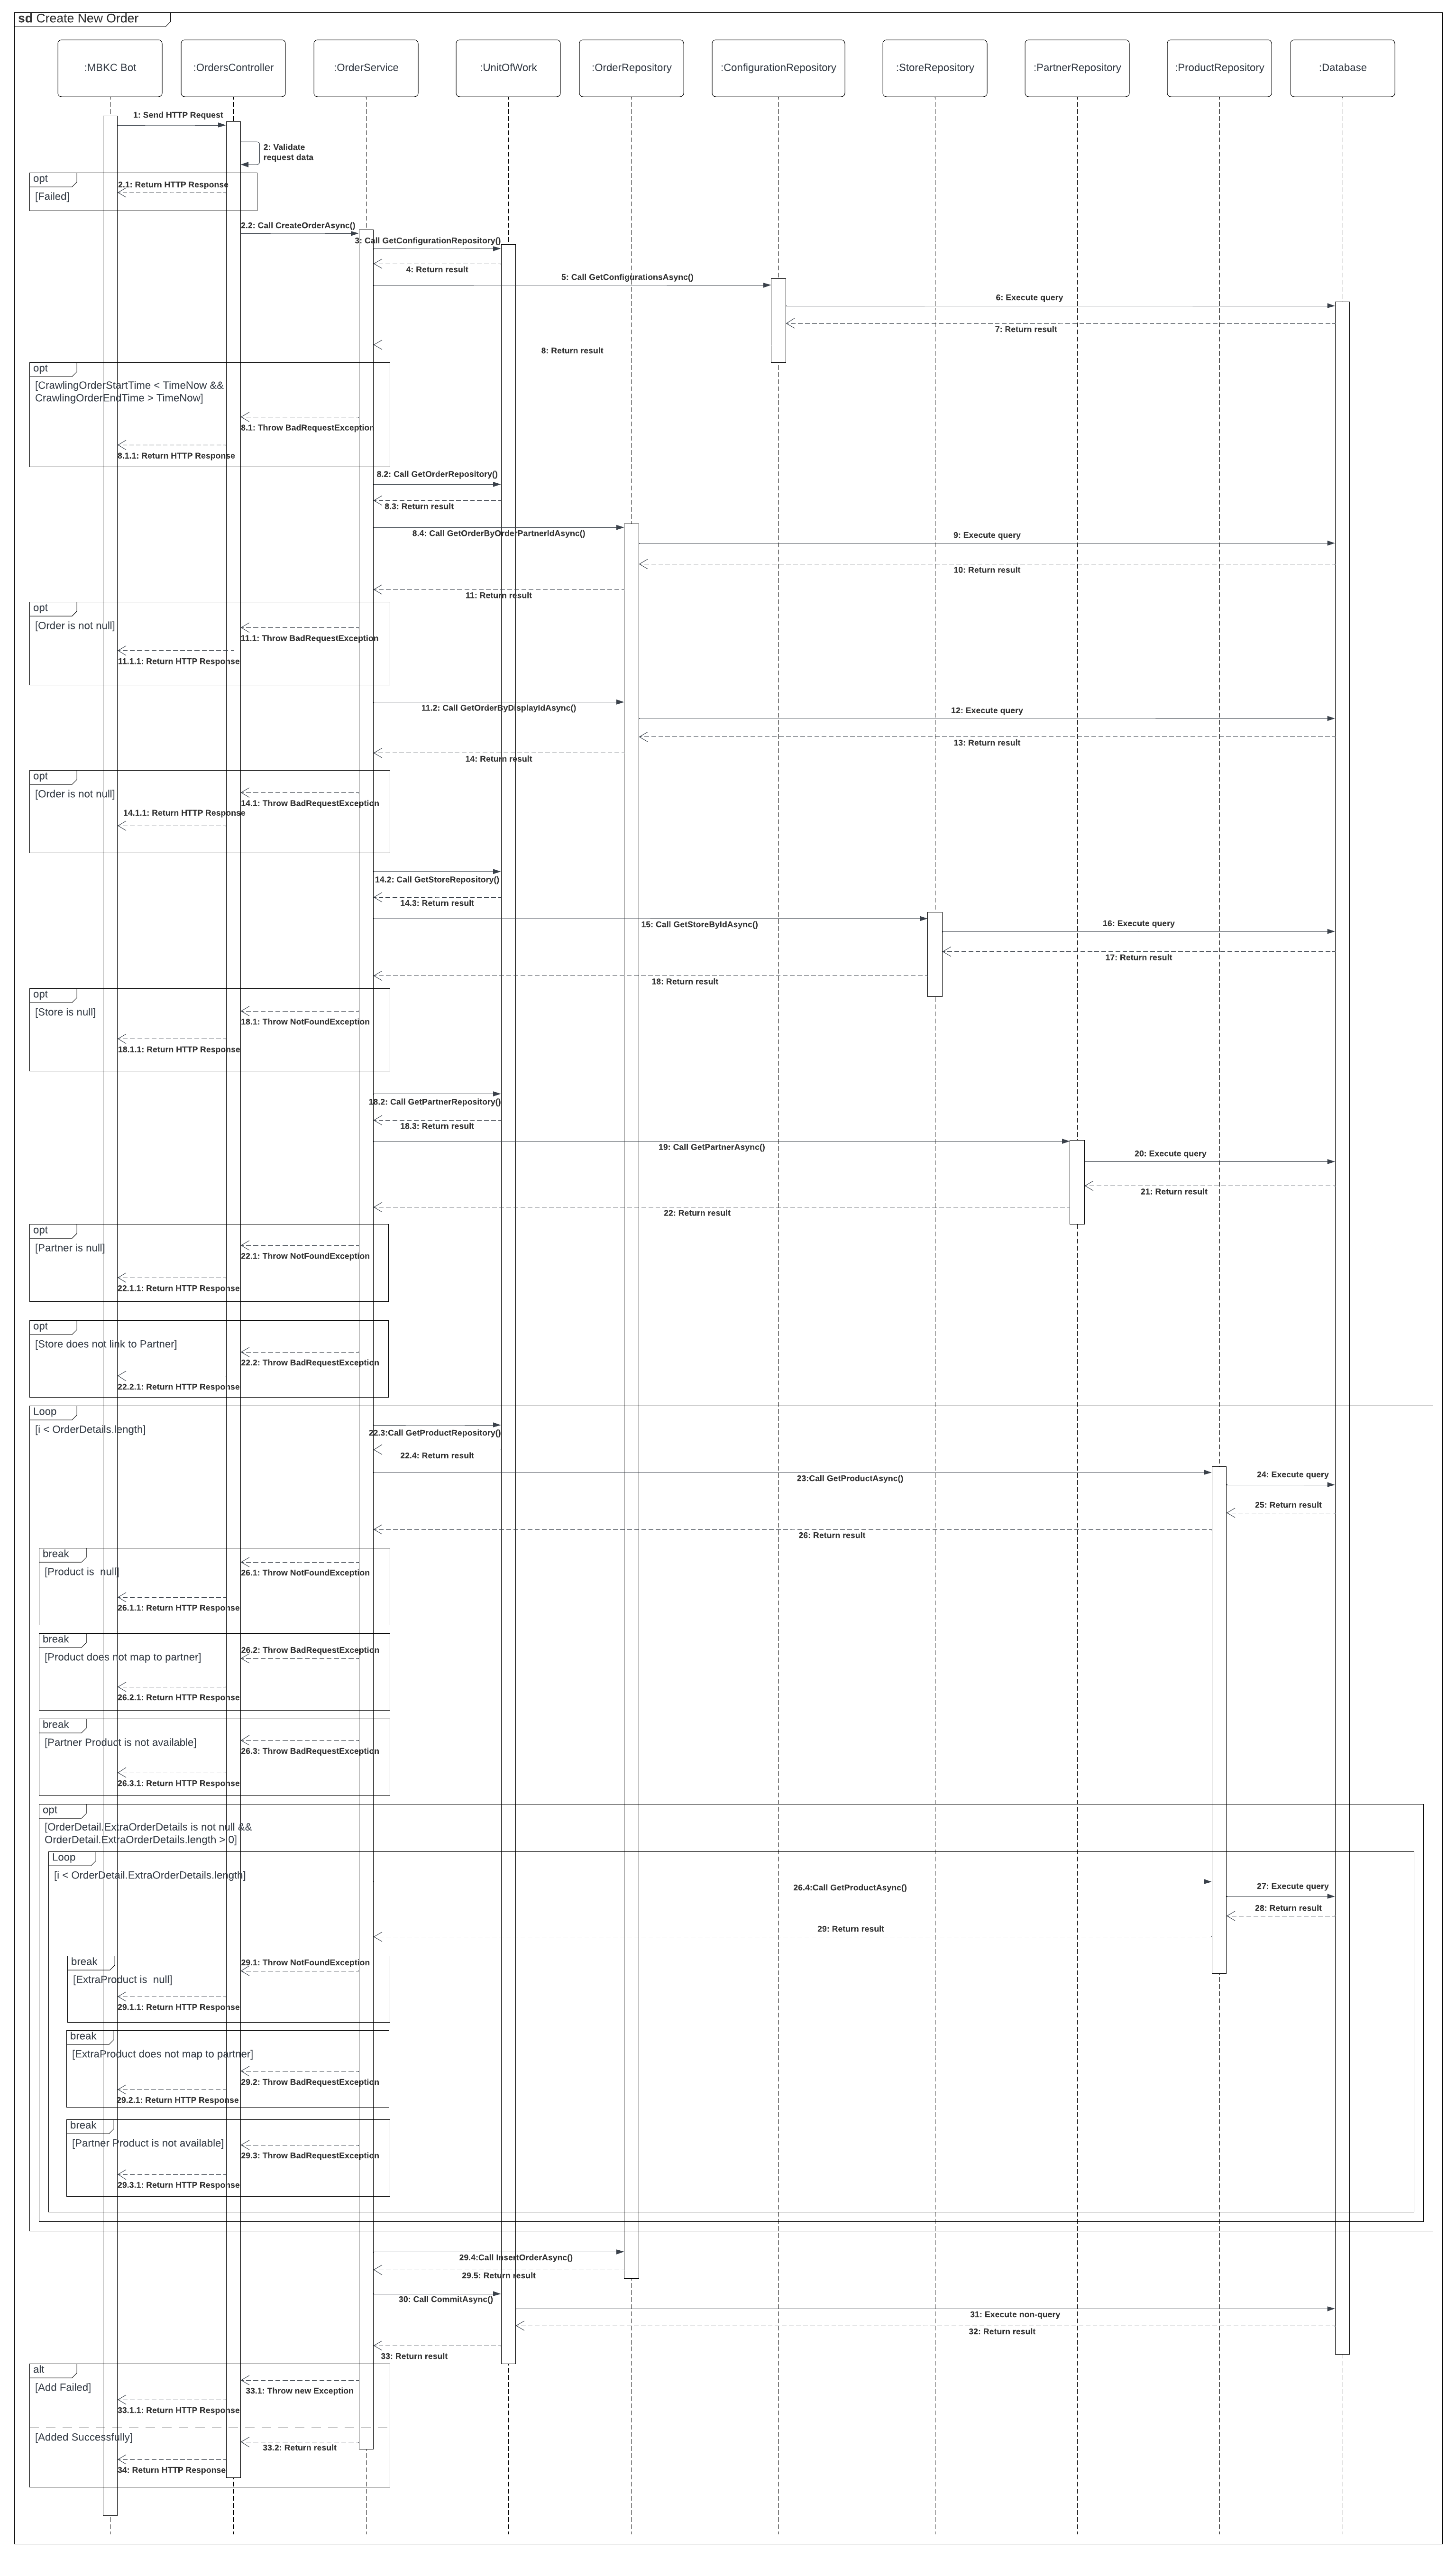 sd Create New Order
:MBKC Bot
:OrdersController
:OrderService
:UnitOfWork
:OrderRepository
:ConfigurationRepository
:StoreRepository
:PartnerRepository
:ProductRepository
:Database
1: Send HTTP Request
2: Validate
request data
opt
2.1: Return HTTP Response
[Failed]
2.2: Call CreateOrderAsync()
3: Call GetConfigurationRepository()
4: Return result
5: Call GetConfigurationsAsync()
6: Execute query
7: Return result
8: Return result
opt
[CrawlingOrderStartTime < TimeNow &&
CrawlingOrderEndTime > TimeNow]
8.1: Throw BadRequestException
8.1.1: Return HTTP Response
8.2: Call GetOrderRepository()
8.3: Return result
8.4: Call GetOrderByOrderPartnerIdAsync()
9: Execute query
10: Return result
11: Return result
opt
[Order is not null]
11.1: Throw BadRequestException
11.1.1: Return HTTP Response
11.2: Call GetOrderByDisplayIdAsync()
12: Execute query
13: Return result
14: Return result
opt
[Order is not null]
14.1: Throw BadRequestException
14.1.1: Return HTTP Response
14.2: Call GetStoreRepository()
14.3: Return result
15: Call GetStoreByIdAsync()
16: Execute query
17: Return result
18: Return result
opt
[Store is null]
18.1: Throw NotFoundException
18.1.1: Return HTTP Response
18.2: Call GetPartnerRepository()
18.3: Return result
19: Call GetPartnerAsync()
20: Execute query
21: Return result
22: Return result
opt
[Partner is null]
22.1: Throw NotFoundException
22.1.1: Return HTTP Response
opt
[Store does not link to Partner]
22.2: Throw BadRequestException
22.2.1: Return HTTP Response
Loop
[i < OrderDetails.length]
22.3:Call GetProductRepository()
22.4: Return result
23:Call GetProductAsync()
24: Execute query
25: Return result
26: Return result
break
[Product is  null]
26.1: Throw NotFoundException
26.1.1: Return HTTP Response
break
26.2: Throw BadRequestException
[Product does not map to partner]
26.2.1: Return HTTP Response
break
[Partner Product is not available]
26.3: Throw BadRequestException
26.3.1: Return HTTP Response
opt
[OrderDetail.ExtraOrderDetails is not null &&
OrderDetail.ExtraOrderDetails.length > 0]
Loop
[i < OrderDetail.ExtraOrderDetails.length]
26.4:Call GetProductAsync()
27: Execute query
28: Return result
29: Return result
break
29.1: Throw NotFoundException
[ExtraProduct is  null]
29.1.1: Return HTTP Response
break
[ExtraProduct does not map to partner]
29.2: Throw BadRequestException
29.2.1: Return HTTP Response
break
[Partner Product is not available]
29.3: Throw BadRequestException
29.3.1: Return HTTP Response
29.4:Call InsertOrderAsync()
29.5: Return result
30: Call CommitAsync()
31: Execute non-query
32: Return result
33: Return result
alt
[Add Failed]
33.1: Throw new Exception
33.1.1: Return HTTP Response
[Added Successfully]
33.2: Return result
34: Return HTTP Response